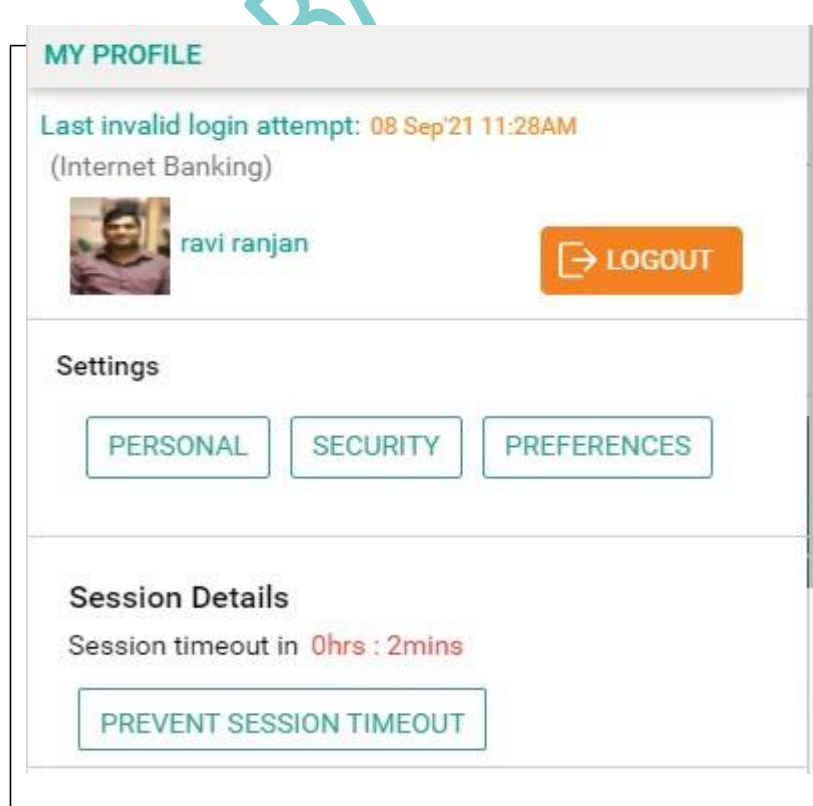 MY PROFILE
Last invalid login attempt: 08 Sep'21 11:28AM
(Internet Banking)
ravi ranjan
LOGOUT
Settings
PERSONAL SECURITY PREFERENCES
Session Details
Session timeout in 0hrs : 2mins
PREVENT SESSION TIMEOUT